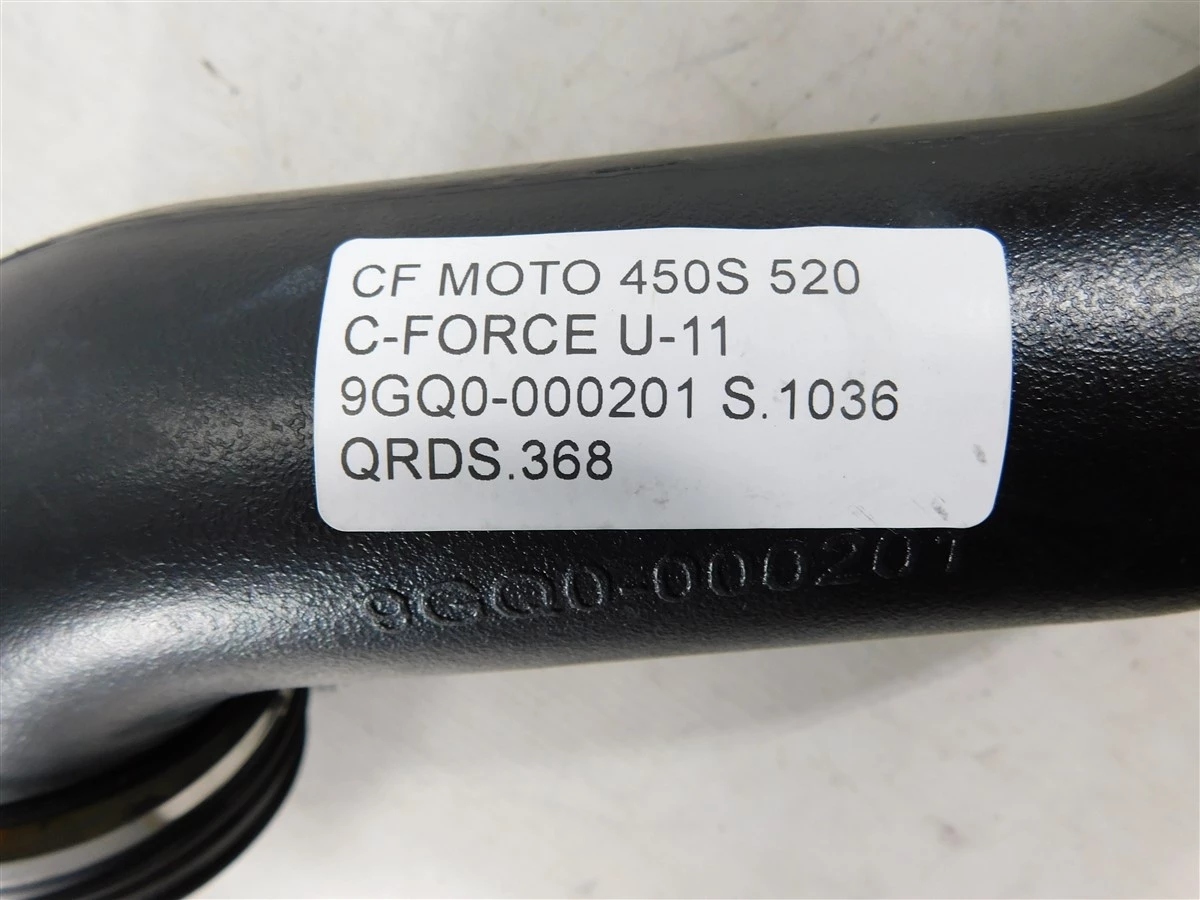 CF MOTO 450S 520
C-FORCE U-11
9GQ0-000201 S.1036
QRDS.368
9GQ0-000201